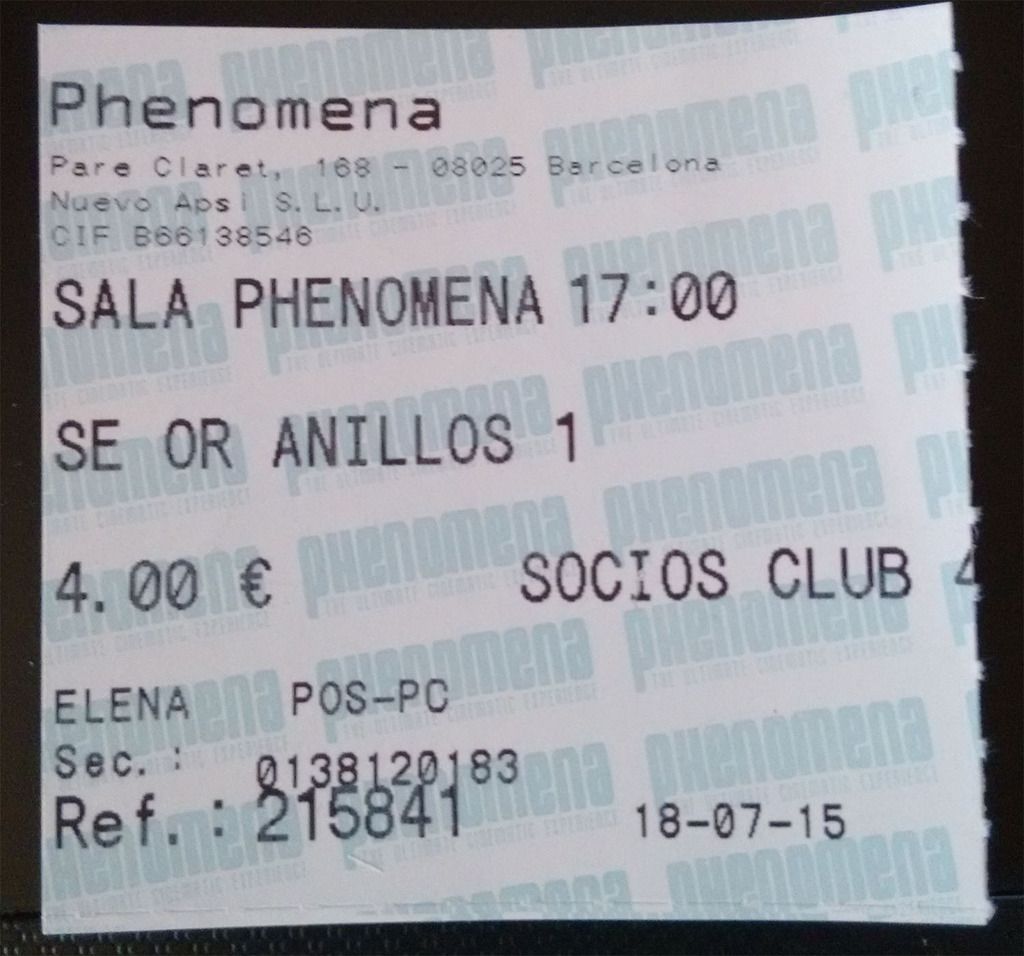 Phenomena
Pare Claret, 168 - 08025 Barcelona
Nuevo Apsi S.L.U.
CIF B66138546
SALA PHENOMENA 17:00
SE OR ANILLOS 1
4.00 € SOCIOS CLUB 4
ELENA POS-PC
Sec.: 0138120183
Ref.: 215841 18-07-15